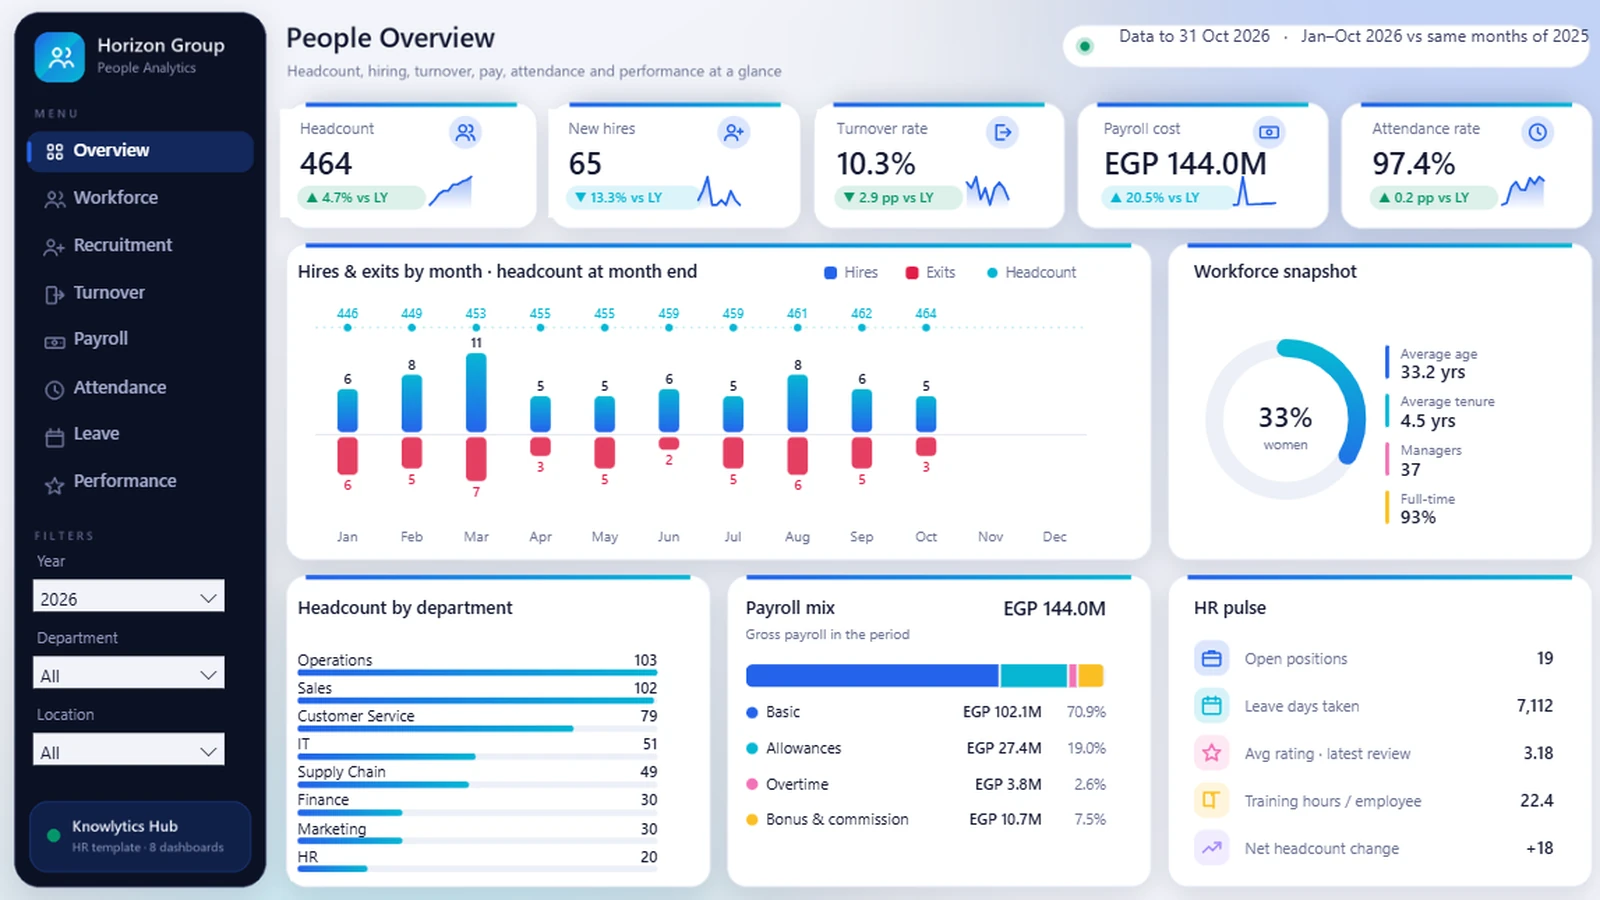 Horizon Group
People Analytics
MENU
Overview
Workforce
Recruitment
Turnover
Payroll
Attendance
Leave
Performance
FILTERS
Year
2026
Department
All
Location
All
Knowlytics Hub
HR template · 8 dashboards
People Overview
Headcount, hiring, turnover, pay, attendance and performance at a glance
Data to 31 Oct 2026 · Jan–Oct 2026 vs same months of 2025
Headcount
464
▲ 4.7% vs LY
New hires
65
▼ 13.3% vs LY
Turnover rate
10.3%
▼ 2.9 pp vs LY
Payroll cost
EGP 144.0M
▲ 20.5% vs LY
Attendance rate
97.4%
▲ 0.2 pp vs LY
Hires & exits by month · headcount at month end
Hires Exits Headcount
446 449 453 455 455 459 459 461 462 464
6 8 11 5 5 6 5 8 6 5
6 5 7 3 5 2 5 6 5 3
Jan Feb Mar Apr May Jun Jul Aug Sep Oct Nov Dec
Workforce snapshot
33%
women
Average age
33.2 yrs
Average tenure
4.5 yrs
Managers
37
Full-time
93%
Headcount by department
Operations 103
Sales 102
Customer Service 79
IT 51
Supply Chain 49
Finance 30
Marketing 30
HR 20
Payroll mix EGP 144.0M
Gross payroll in the period
Basic EGP 102.1M 70.9%
Allowances EGP 27.4M 19.0%
Overtime EGP 3.8M 2.6%
Bonus & commission EGP 10.7M 7.5%
HR pulse
Open positions 19
Leave days taken 7,112
Avg rating · latest review 3.18
Training hours / employee 22.4
Net headcount change +18